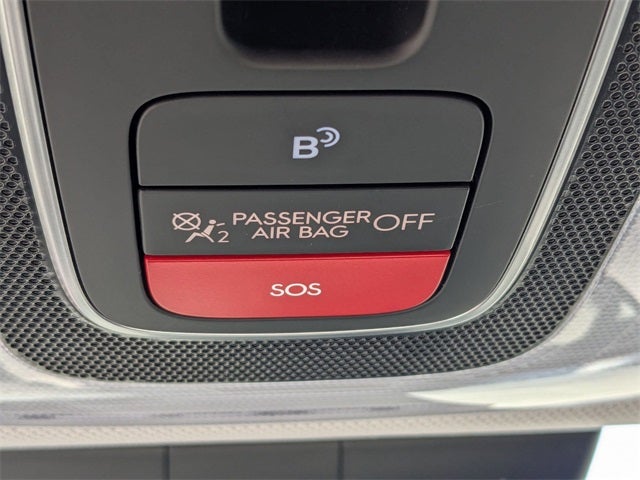 B
PASSENGER OFF
2 AIR BAG
SOS